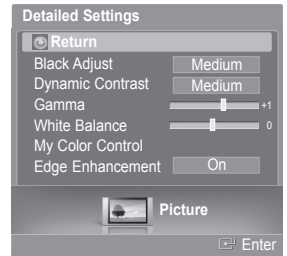 Detailed Settings
Return
Black Adjust Medium
Dynamic Contrast Medium
Gamma +1
White Balance 0
My Color Control
Edge Enhancement On
Picture
Enter